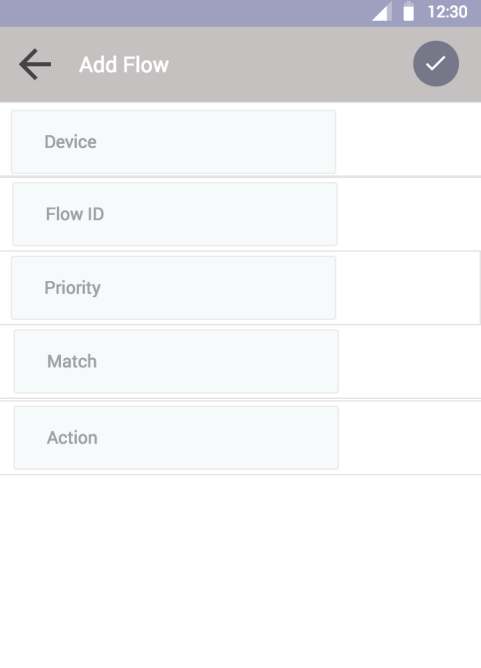 12:30
Add Flow
Device
Flow ID
Priority
Match
Action